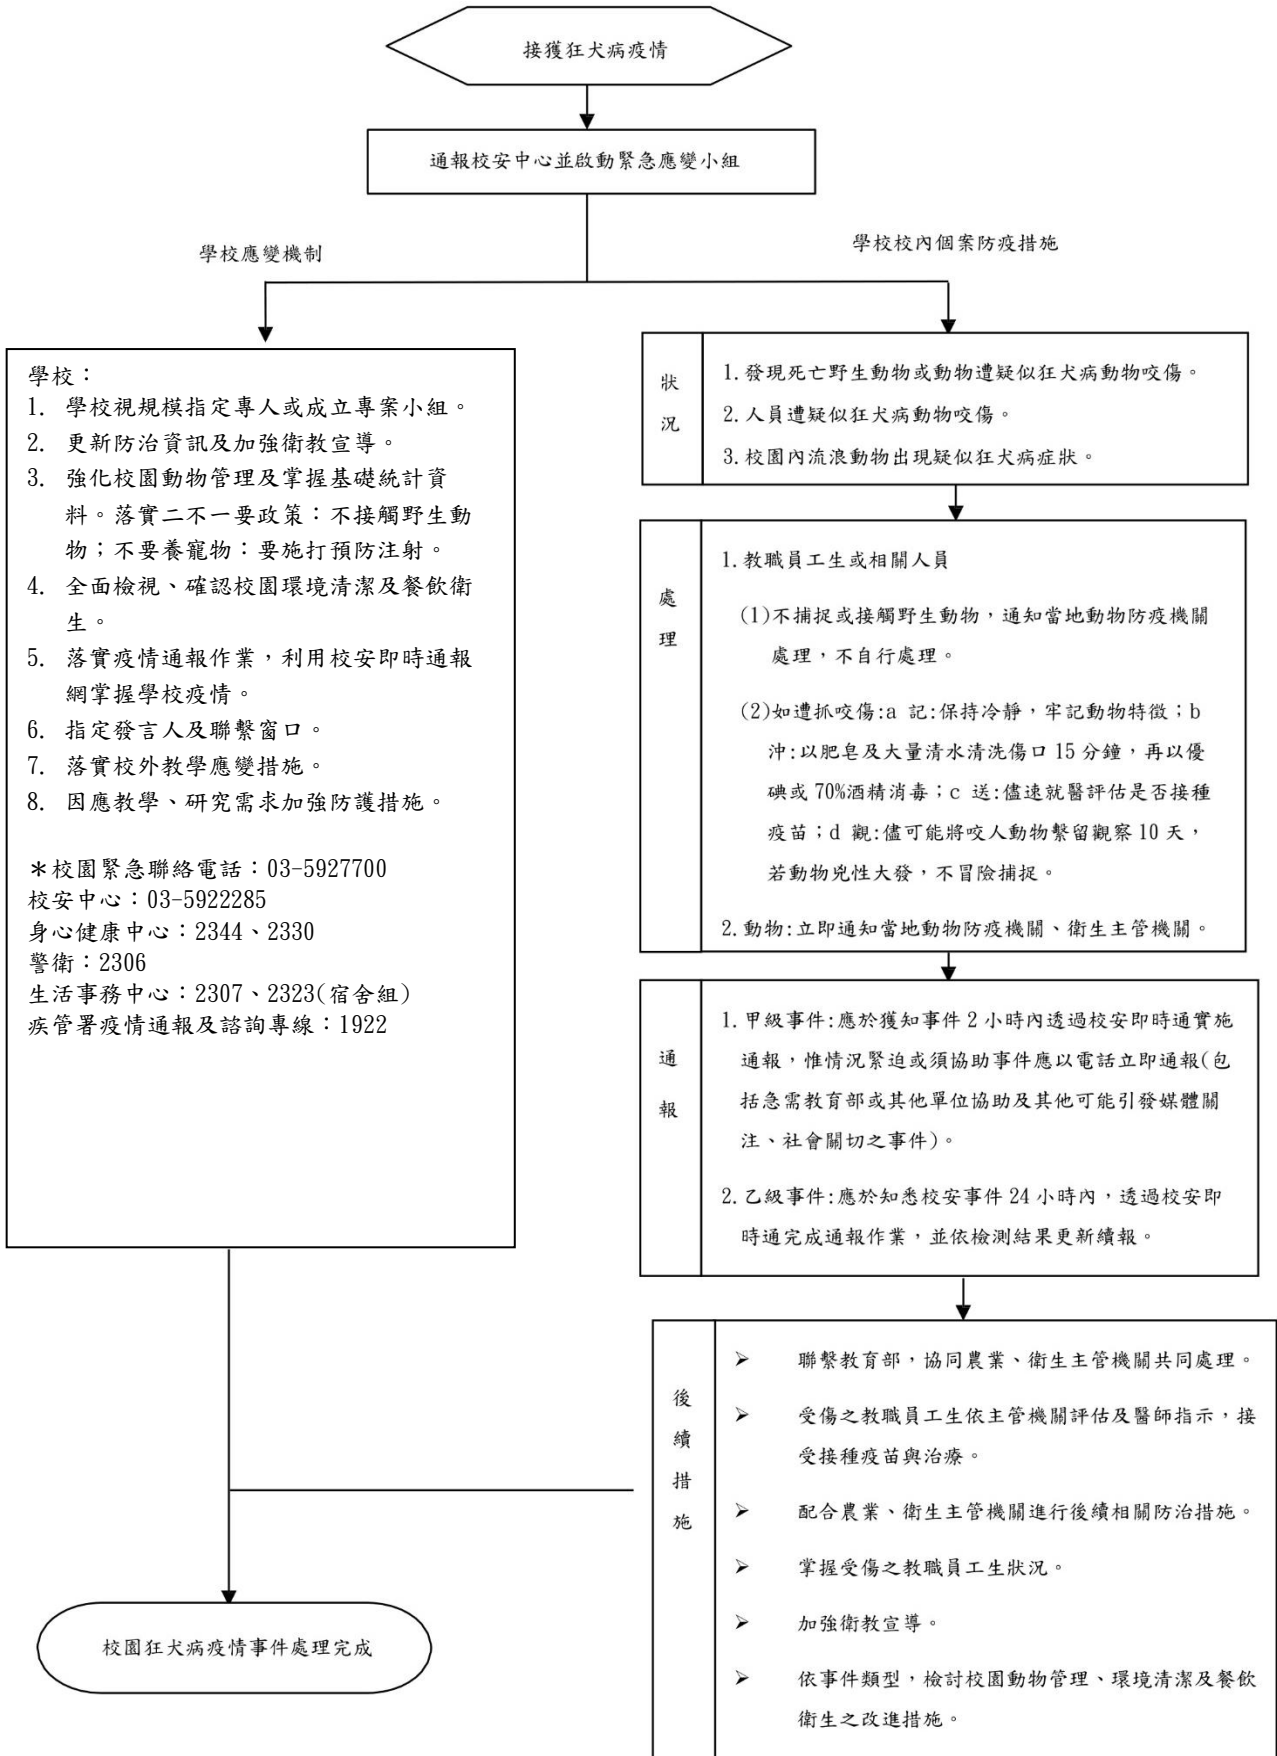 接獲狂犬病疫情
通報校安中心並啟動緊急應變小組
學校應變機制
學校校內個案防疫措施
學校：
1. 學校視規模指定專人或成立專案小組。
2. 更新防治資訊及加強衛教宣導。
3. 強化校園動物管理及掌握基礎統計資
料。落實二不一要政策：不接觸野生動
物；不要養寵物：要施打預防注射。
4. 全面檢視、確認校園環境清潔及餐飲衛
生。
5. 落實疫情通報作業，利用校安即時通報
網掌握學校疫情。
6. 指定發言人及聯繫窗口。
7. 落實校外教學應變措施。
8. 因應教學、研究需求加強防護措施。
＊校園緊急聯絡電話：03-5927700
校安中心：03-5922285
身心健康中心：2344、2330
警衛：2306
生活事務中心：2307、2323(宿舍組)
疾管署疫情通報及諮詢專線：1922
狀
況
1.發現死亡野生動物或動物遭疑似狂犬病動物咬傷。
2.人員遭疑似狂犬病動物咬傷。
3.校園內流浪動物出現疑似狂犬病症狀。
處
理
1.教職員工生或相關人員
(1)不捕捉或接觸野生動物，通知當地動物防疫機關
處理，不自行處理。
(2)如遭抓咬傷:a 記:保持冷靜，牢記動物特徵；b
沖:以肥皂及大量清水清洗傷口 15 分鐘，再以優
碘或 70%酒精消毒；c 送:儘速就醫評估是否接種
疫苗；d 觀:儘可能將咬人動物繫留觀察 10 天，
若動物兇性大發，不冒險捕捉。
2.動物:立即通知當地動物防疫機關、衛生主管機關。
通
報
1.甲級事件:應於獲知事件 2 小時內透過校安即時通實施
通報，惟情況緊迫或須協助事件應以電話立即通報(包
括急需教育部或其他單位協助及其他可能引發媒體關
注、社會關切之事件)。
2.乙級事件:應於知悉校安事件 24 小時內，透過校安即
時通完成通報作業，並依檢測結果更新續報。
後
續
措
施
➢ 聯繫教育部，協同農業、衛生主管機關共同處理。
➢ 受傷之教職員工生依主管機關評估及醫師指示，接
受接種疫苗與治療。
➢ 配合農業、衛生主管機關進行後續相關防治措施。
➢ 掌握受傷之教職員工生狀況。
➢ 加強衛教宣導。
➢ 依事件類型，檢討校園動物管理、環境清潔及餐飲
衛生之改進措施。
校園狂犬病疫情事件處理完成